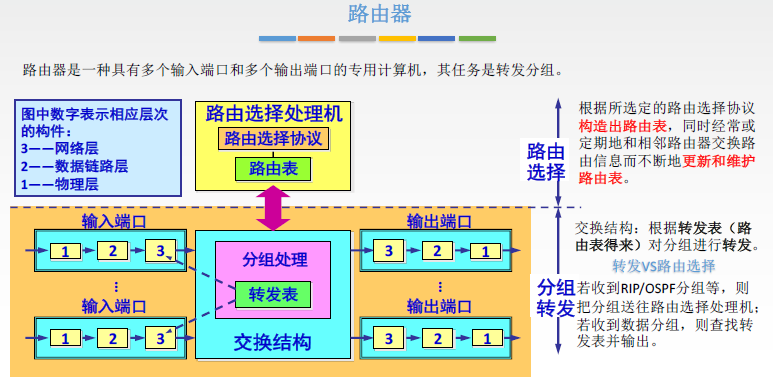 路由器
路由器是一种具有多个输入端口和多个输出端口的专用计算机，其任务是转发分组。
图中数字表示相应层次
的构件：
3——网络层
2——数据链路层
1——物理层
路由选择处理机
路由选择协议
路由表
路由
选择
根据所选定的路由选择协议
构造出路由表，同时经常或
定期地和相邻路由器交换路
由信息而不断地更新和维护
路由表。
输入端口
1
2
3
⋮
输入端口
1
2
3
分组处理
转发表
交换结构
输出端口
3
2
1
⋮
输出端口
3
2
1
分组
转发
交换结构：根据转发表（路
由表得来）对分组进行转发。
转发VS路由选择
若收到RIP/OSPF分组等，则
把分组送往路由选择处理机；
若收到数据分组，则查找转
发表并输出。